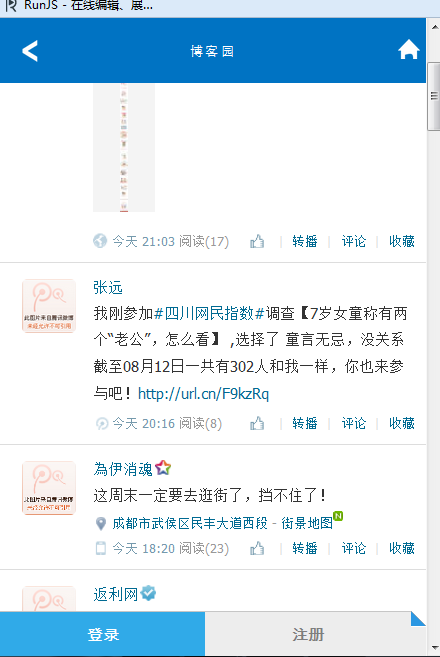 RunJS - 在线编辑、展...
博客园
今天 21:03 阅读(17) 转播 评论 收藏
张远
我刚参加#四川网民指数#调查【7岁女童称有两
个“老公”，怎么看】 ,选择了 童言无忌，没关系
截至08月12日一共有302人和我一样，你也来参
与吧！http://url.cn/F9kzRq
此图片来自腾讯微博
未经允许不可引用
今天 20:16 阅读(8) 转播 评论 收藏
為伊消魂
这周末一定要去逛街了，挡不住了！
此图片来自腾讯微博
未经允许不可引用
成都市武侯区民丰大道西段 - 街景地图 N
今天 18:20 阅读(23) 转播 评论 收藏
返利网
登录 注册